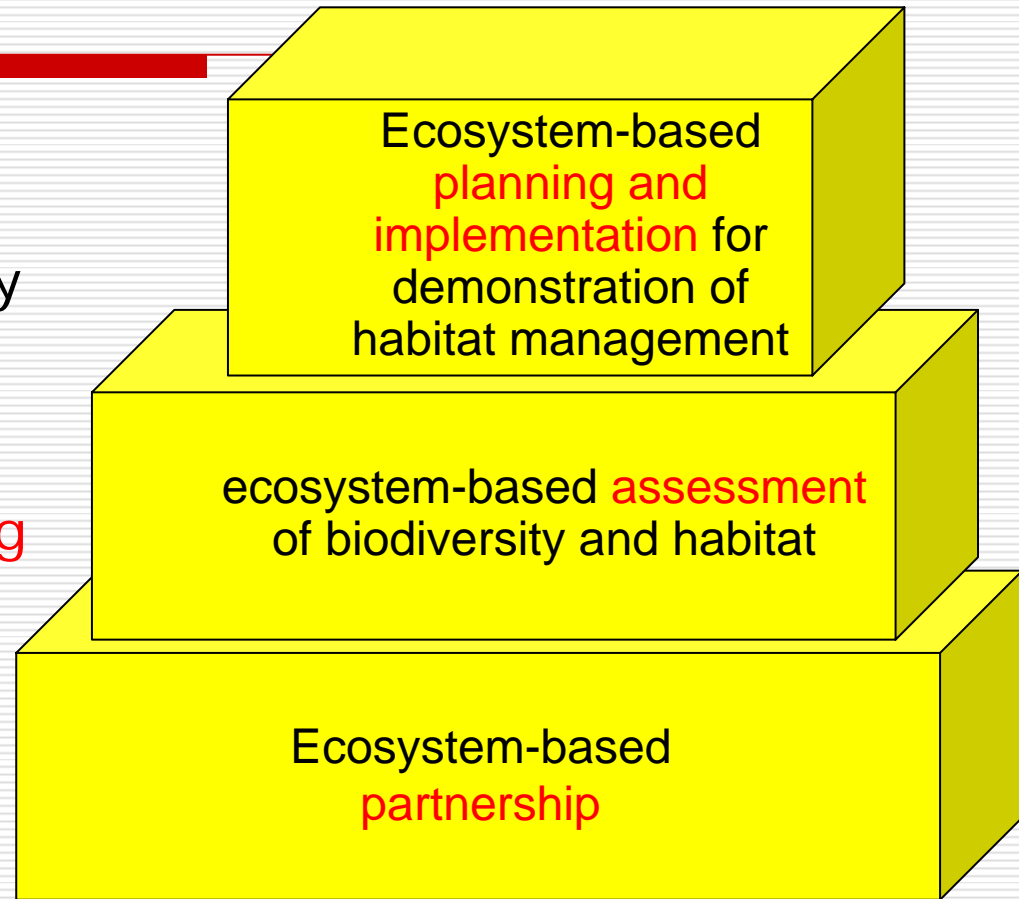 Ecosystem-based
planning and
implementation for
demonstration of
habitat management
y
ecosystem-based assessment
of biodiversity and habitat
g
Ecosystem-based
partnership